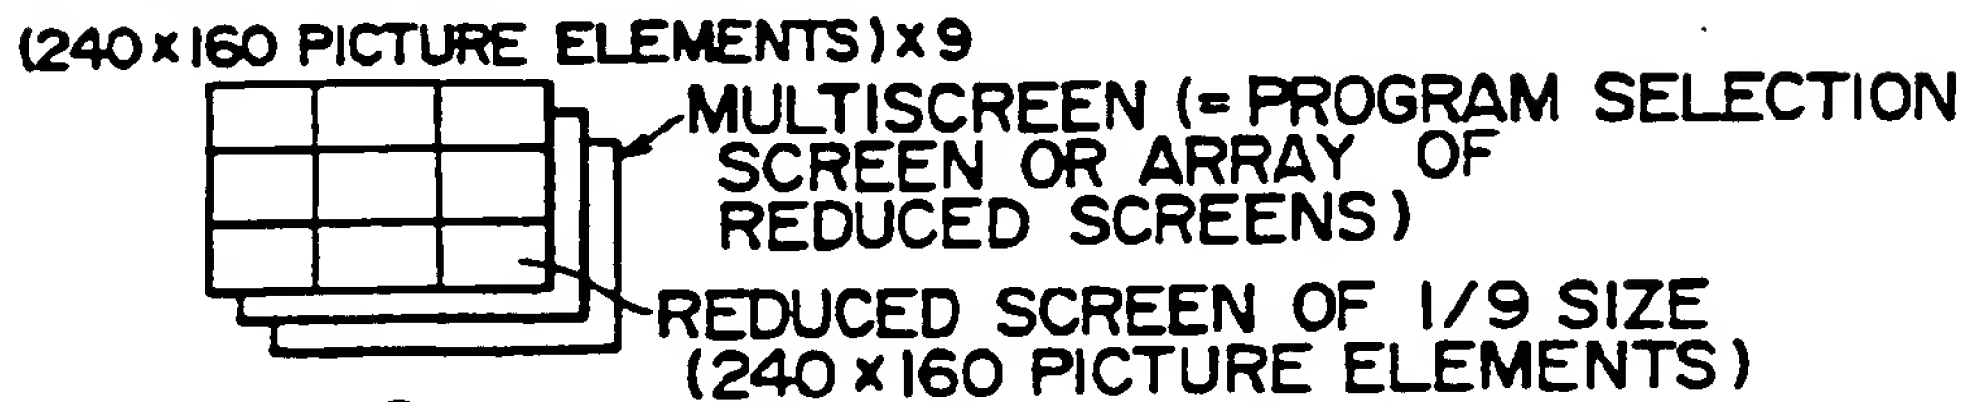 (240×160 PICTURE ELEMENTS)×9
MULTISCREEN (=PROGRAM SELECTION
SCREEN OR ARRAY OF
REDUCED SCREENS)
REDUCED SCREEN OF 1/9 SIZE
(240×160 PICTURE ELEMENTS)